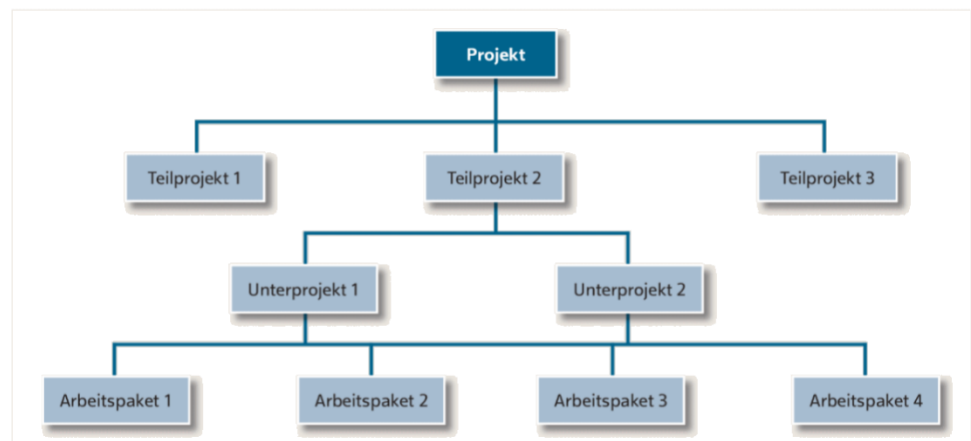 Projekt
Teilprojekt 1
Teilprojekt 2
Teilprojekt 3
Unterprojekt 1
Unterprojekt 2
Arbeitspaket 1
Arbeitspaket 2
Arbeitspaket 3
Arbeitspaket 4